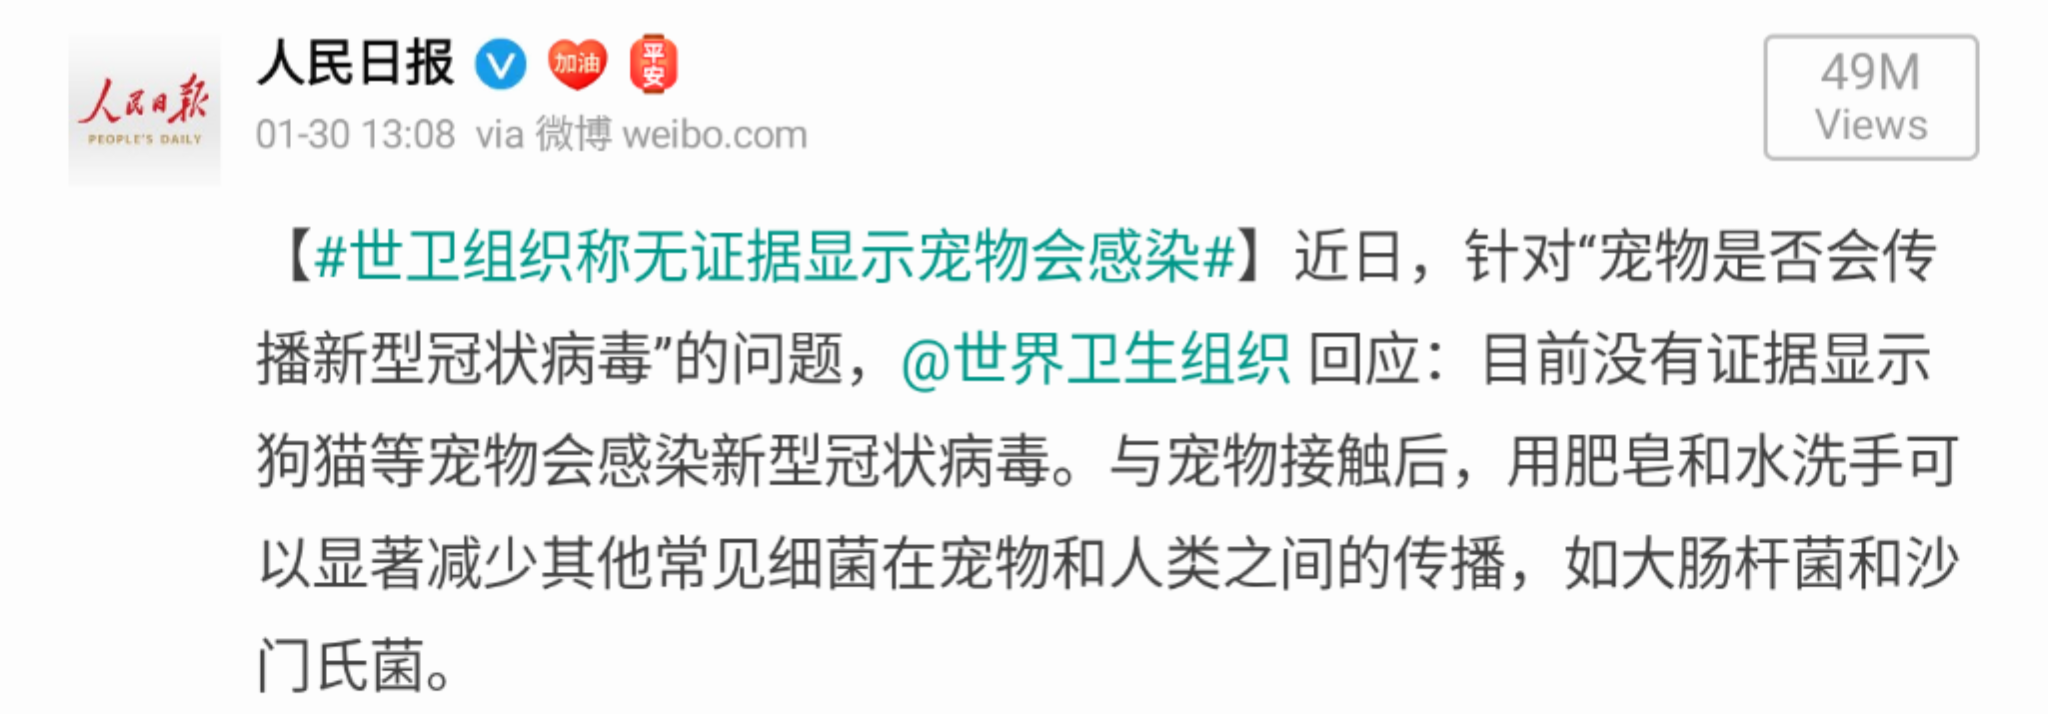 人民日報
PEOPLE'S DAILY
人民日报 加油 平安
01-30 13:08 via 微博 weibo.com
49M
Views
【#世卫组织称无证据显示宠物会感染#】近日，针对“宠物是否会传
播新型冠状病毒”的问题，@世界卫生组织 回应：目前没有证据显示
狗猫等宠物会感染新型冠状病毒。与宠物接触后，用肥皂和水洗手可
以显著减少其他常见细菌在宠物和人类之间的传播，如大肠杆菌和沙
门氏菌。